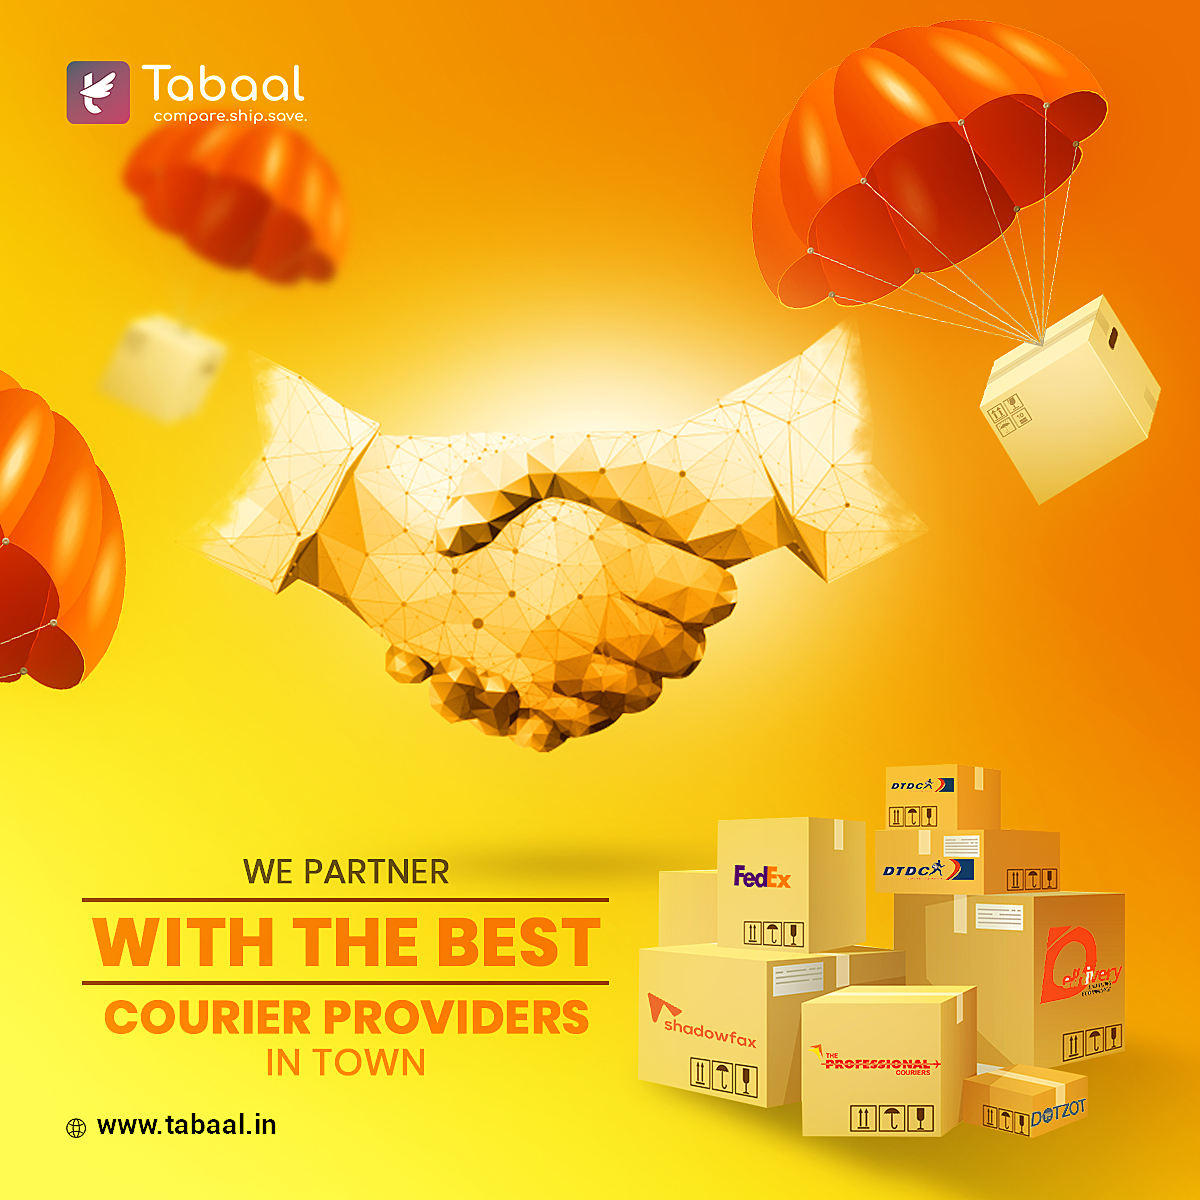 Tabaal
compare.ship.save.
WE PARTNER
WITH THE BEST
COURIER PROVIDERS
IN TOWN
www.tabaal.in
DTDC
DTDC
FedEx
shadowfax
THE
PROFESSIONAL
COURIERS
DOTZOT